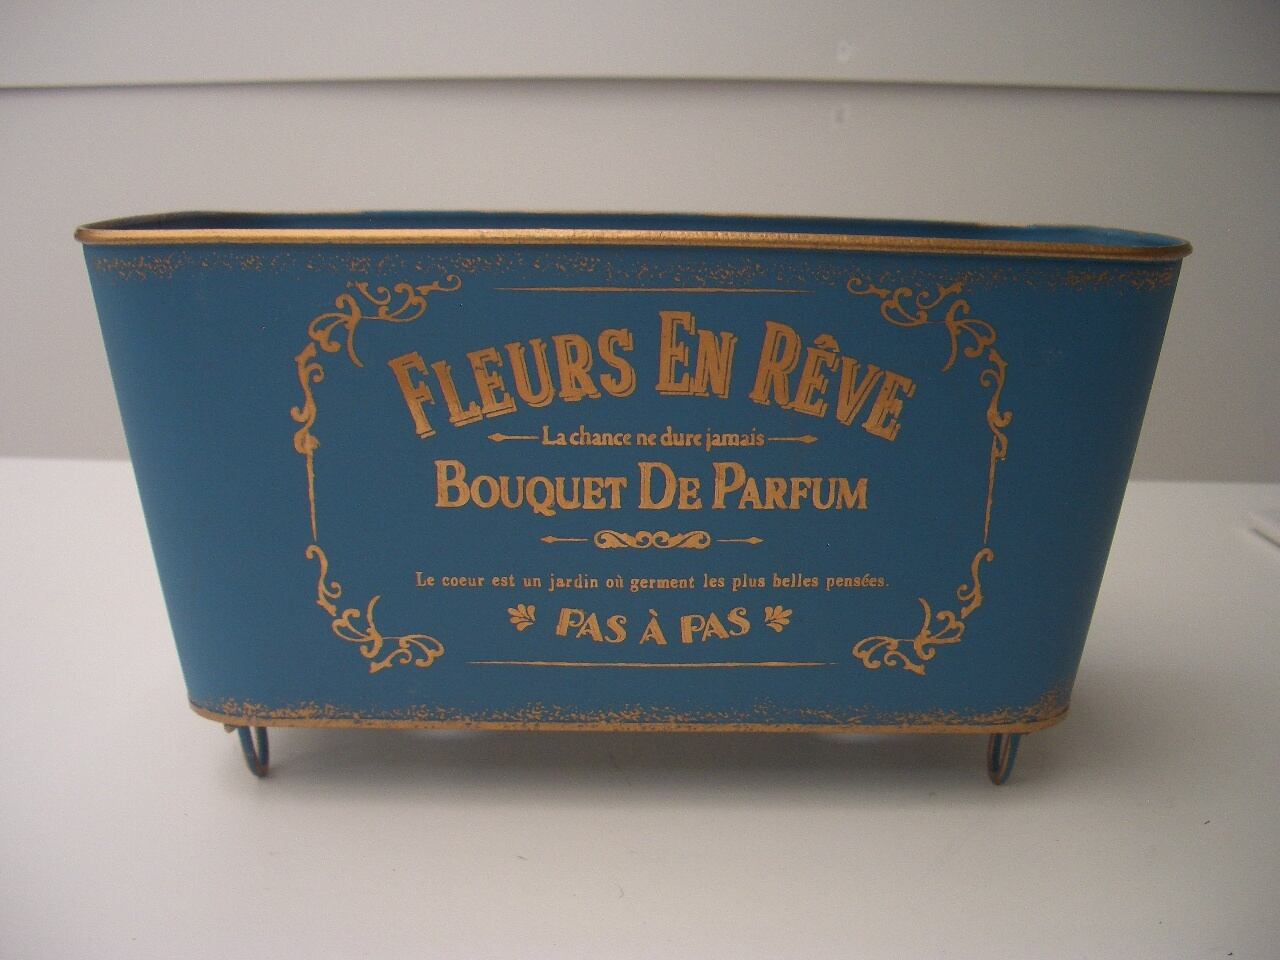 FLEURS EN RÊVE
La chance ne dure jamais
BOUQUET DE PARFUM
Le coeur est un jardin où germent les plus belles pensées.
PAS À PAS